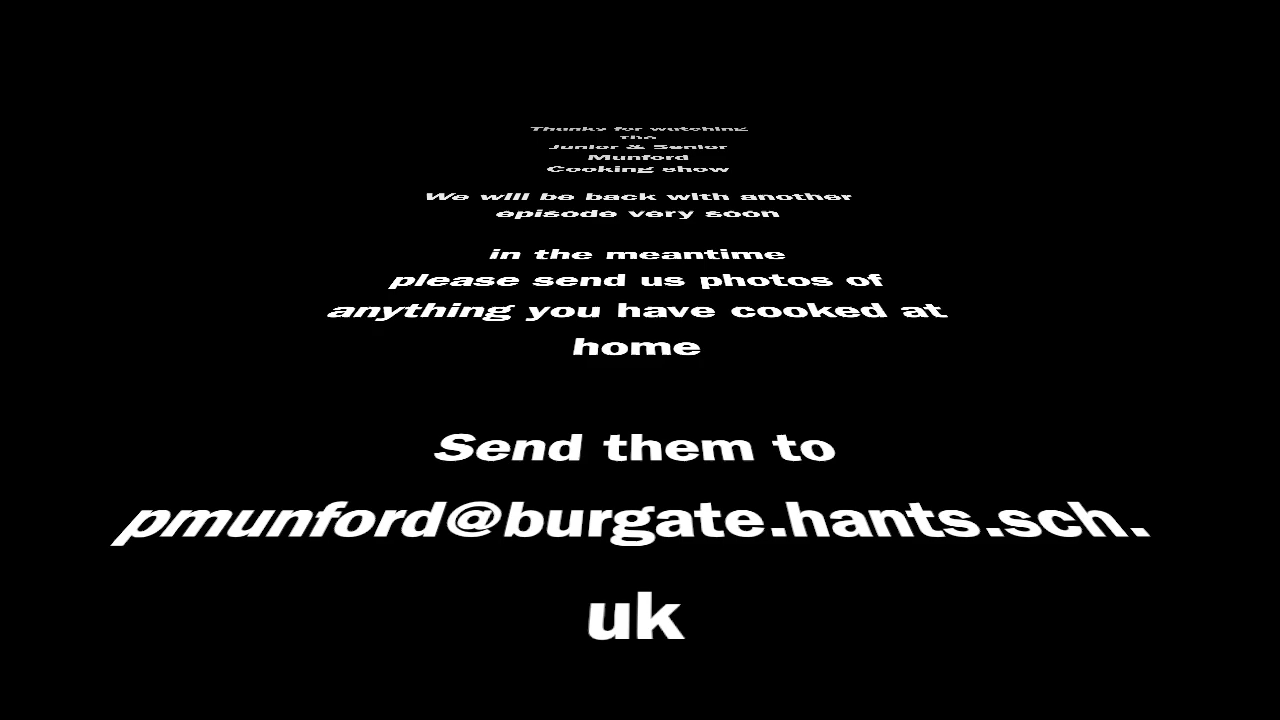 Thanks for watching
The
Junior & Senior
Munford
Cooking show
We will be back with another
episode very soon
in the meantime
please send us photos of
anything you have cooked at
home
Send them to
pmunford@burgate.hants.sch.
uk